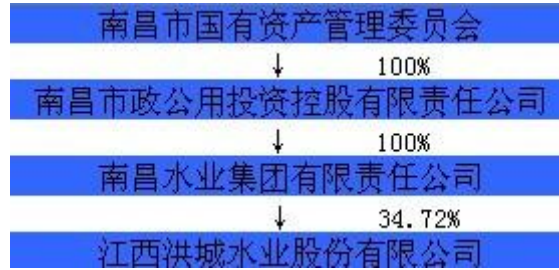 南昌市国有资产管理委员会
↓ 100%
南昌市政公用投资控股有限责任公司
↓ 100%
南昌水业集团有限责任公司
↓ 34.72%
江西洪城水业股份有限公司